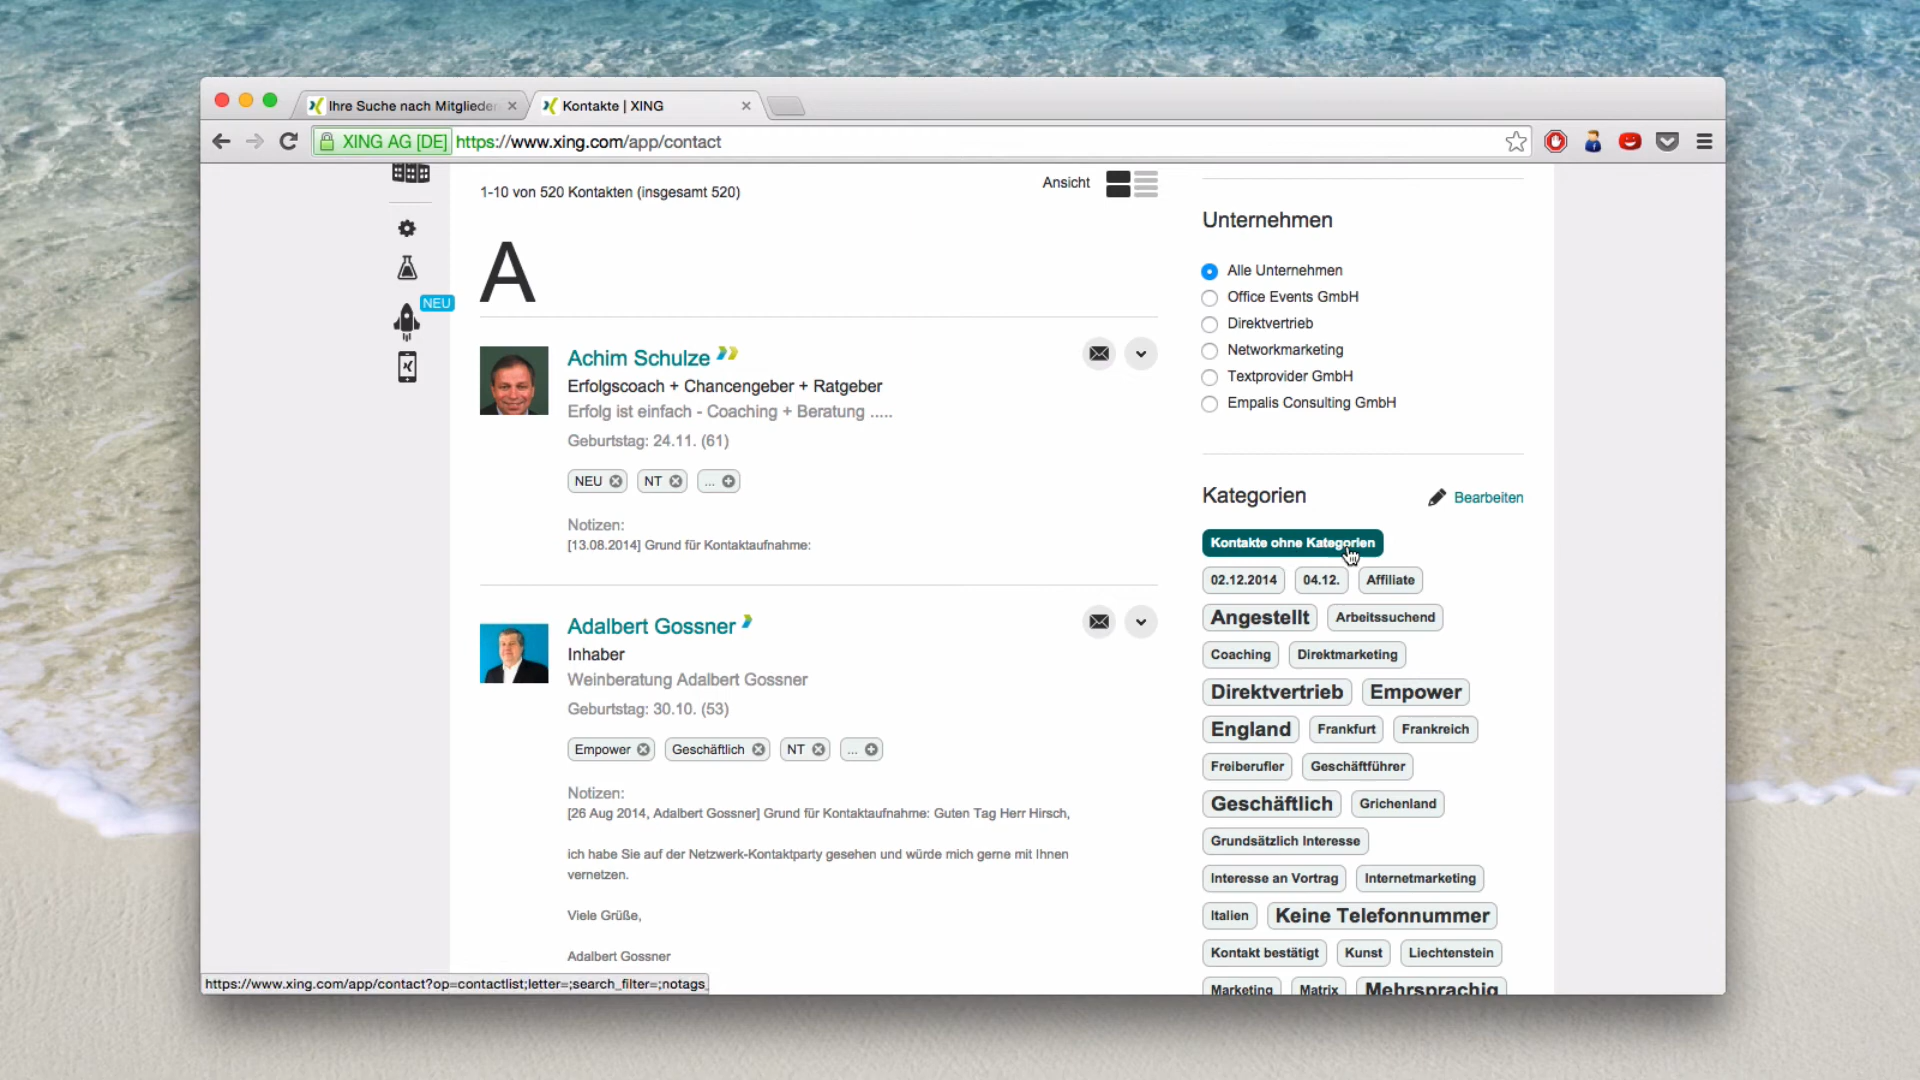 Ihre Suche nach Mitglieder
Kontakte | XING
XING AG [DE] https://www.xing.com/app/contact
1-10 von 520 Kontakten (insgesamt 520)
Ansicht
NEU
A
Achim Schulze
Erfolgscoach + Chancengeber + Ratgeber
Erfolg ist einfach - Coaching + Beratung .....
Geburtstag: 24.11. (61)
NEU NT ...
Notizen:
[13.08.2014] Grund für Kontaktaufnahme:
Adalbert Gossner
Inhaber
Weinberatung Adalbert Gossner
Geburtstag: 30.10. (53)
Empower Geschäftlich NT ...
Notizen:
[26 Aug 2014, Adalbert Gossner] Grund für Kontaktaufnahme: Guten Tag Herr Hirsch,
ich habe Sie auf der Netzwerk-Kontaktparty gesehen und würde mich gerne mit Ihnen
vernetzen.
Viele Grüße,
Adalbert Gossner
Unternehmen
Alle Unternehmen
Office Events GmbH
Direktvertrieb
Networkmarketing
Textprovider GmbH
Empalis Consulting GmbH
Kategorien
Bearbeiten
Kontakte ohne Kategorien
02.12.2014 04.12. Affiliate
Angestellt Arbeitssuchend
Coaching Direktmarketing
Direktvertrieb Empower
England Frankfurt Frankreich
Freiberufler Geschäftführer
Geschäftlich Grichenland
Grundsätzlich Interesse
Interesse an Vortrag Internetmarketing
Italien Keine Telefonnummer
Kontakt bestätigt Kunst Liechtenstein
Marketing Matrix Mehrsprachig
https://www.xing.com/app/contact?op=contactlist;letter=;search_filter=;notags_